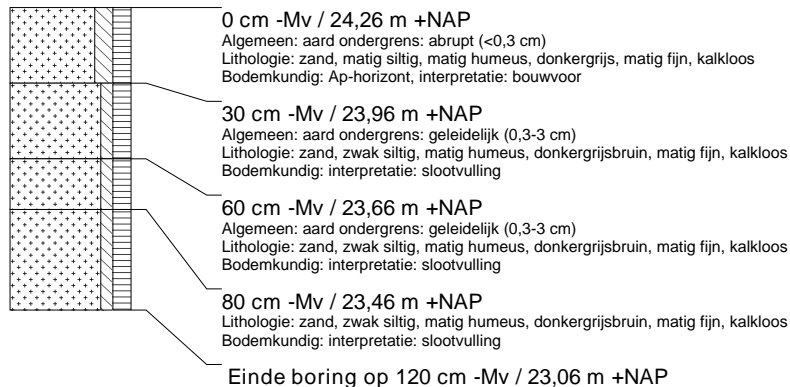 0 cm -Mv / 24,26 m +NAP
Algemeen: aard ondergrens: abrupt (<0,3 cm)
Lithologie: zand, matig siltig, matig humeus, donkergrijs, matig fijn, kalkloos
Bodemkundig: Ap-horizont, interpretatie: bouwvoor
30 cm -Mv / 23,96 m +NAP
Algemeen: aard ondergrens: geleidelijk (0,3-3 cm)
Lithologie: zand, zwak siltig, matig humeus, donkergrijsbruin, matig fijn, kalkloos
Bodemkundig: interpretatie: slootvulling
60 cm -Mv / 23,66 m +NAP
Algemeen: aard ondergrens: geleidelijk (0,3-3 cm)
Lithologie: zand, zwak siltig, matig humeus, donkergrijsbruin, matig fijn, kalkloos
Bodemkundig: interpretatie: slootvulling
80 cm -Mv / 23,46 m +NAP
Lithologie: zand, zwak siltig, matig humeus, donkergrijsbruin, matig fijn, kalkloos
Bodemkundig: interpretatie: slootvulling
Einde boring op 120 cm -Mv / 23,06 m +NAP